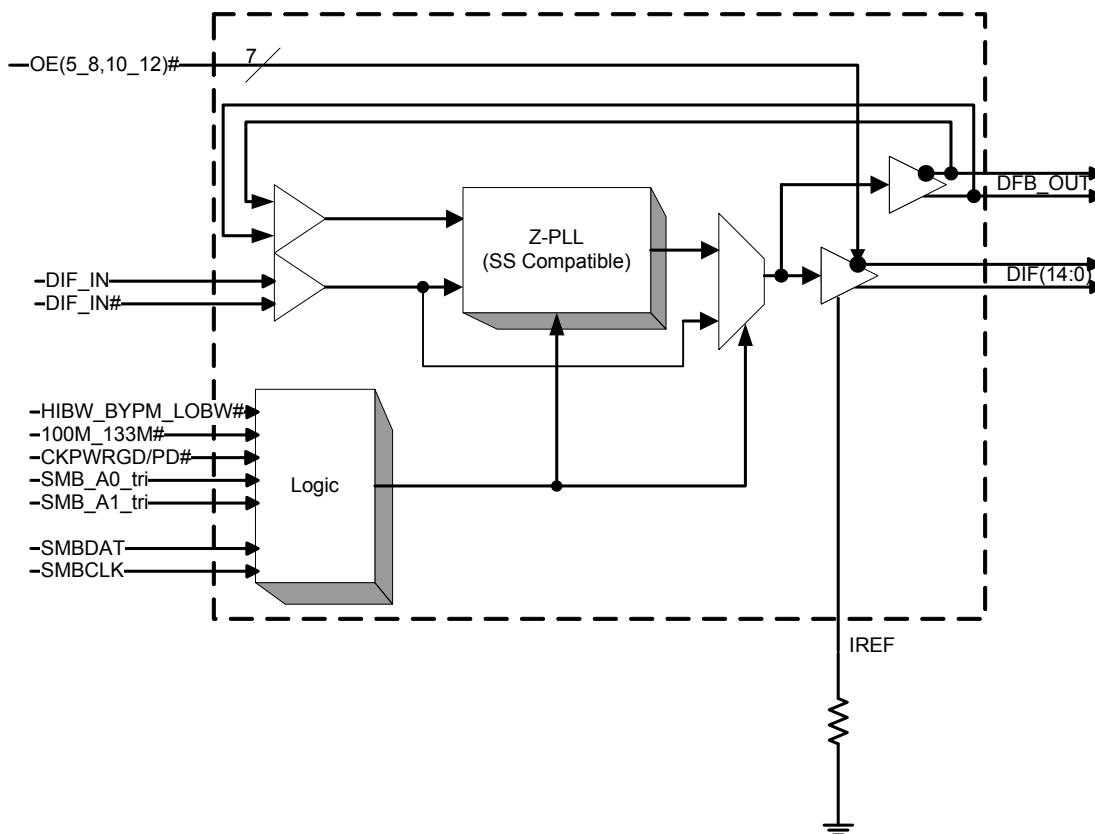 OE(5_8,10_12)#
7
DFB_OUT
Z-PLL
(SS Compatible)
DIF_IN
DIF_IN#
DIF(14:0)
HIBW_BYPM_LOBW#
100M_133M#
CKPWRGD/PD#
SMB_A0_tri
SMB_A1_tri
Logic
SMBDAT
SMBCLK
IREF